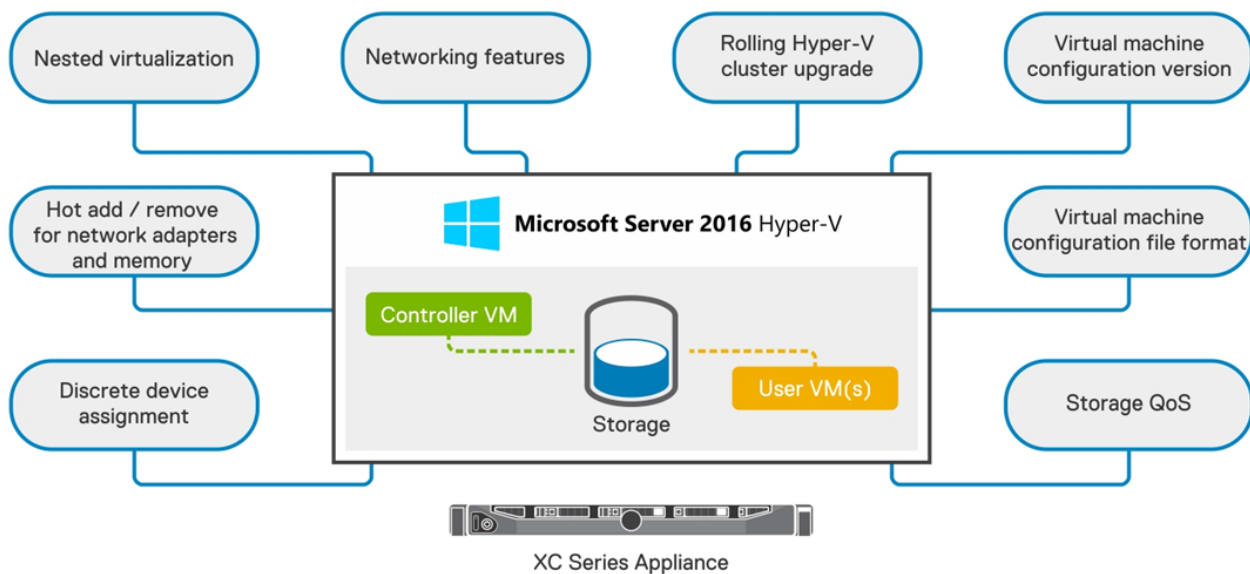 Nested virtualization
Networking features
Rolling Hyper-V
cluster upgrade
Virtual machine
configuration version
Hot add / remove
for network adapters
and memory
Microsoft Server 2016 Hyper-V
Virtual machine
configuration file format
Controller VM
Discrete device
assignment
Storage
User VM(s)
Storage QoS
XC Series Appliance